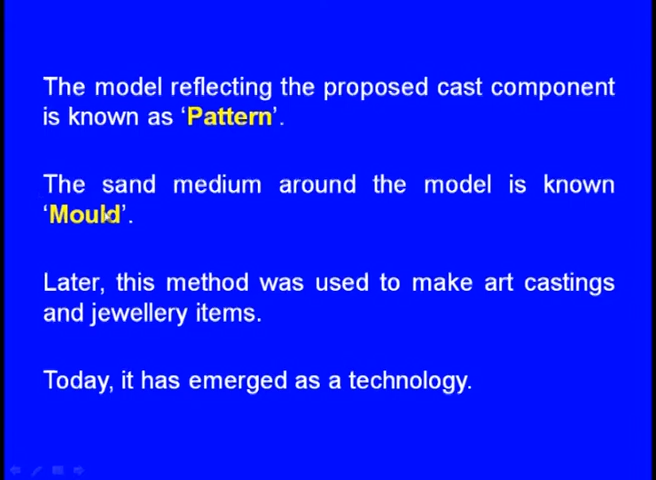 The model reflecting the proposed cast component
is known as ‘Pattern’.
The sand medium around the model is known
‘Mould’.
Later, this method was used to make art castings
and jewellery items.
Today, it has emerged as a technology.